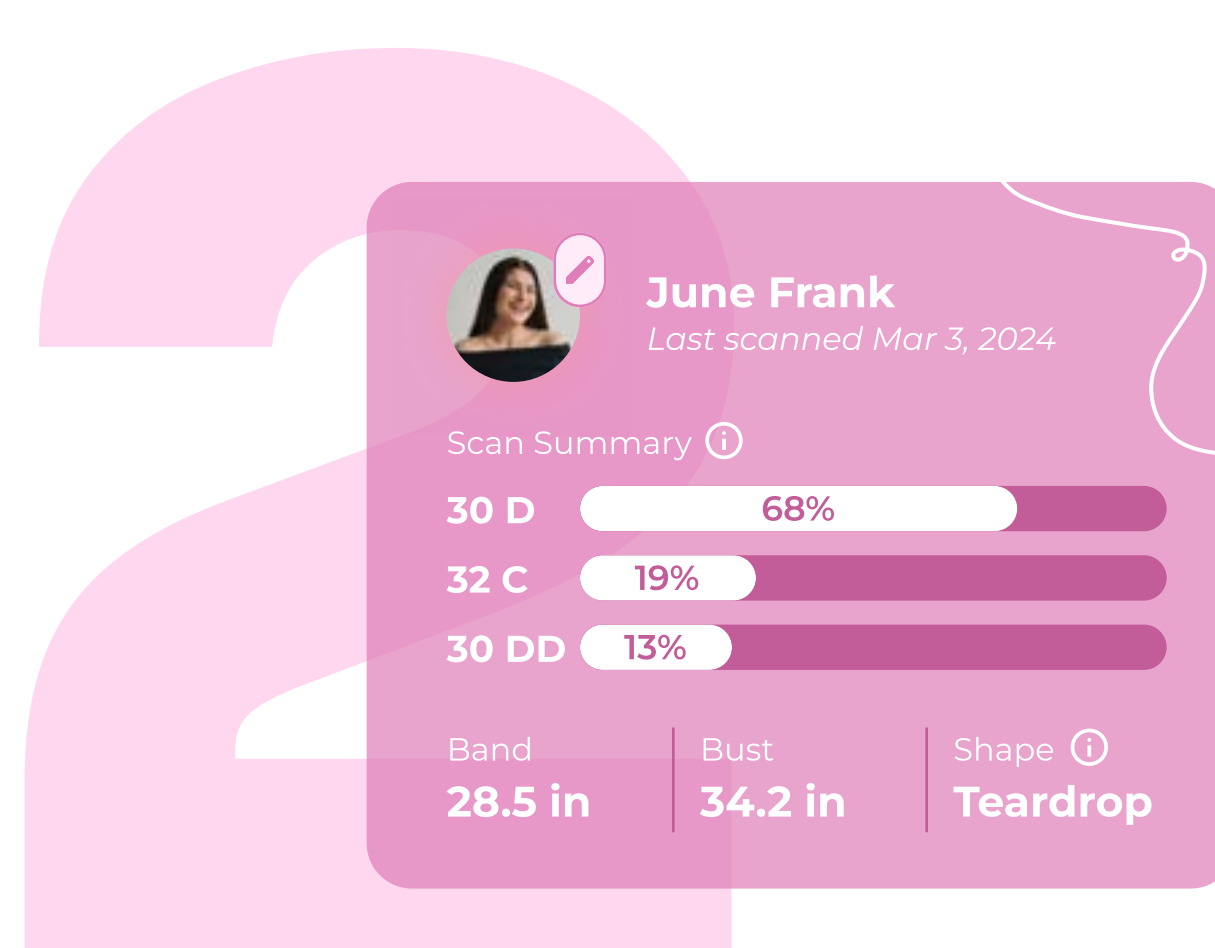 2
June Frank
Last scanned Mar 3, 2024
Scan Summary
30 D 68%
32 C 19%
30 DD 13%
Band Bust Shape
28.5 in 34.2 in Teardrop